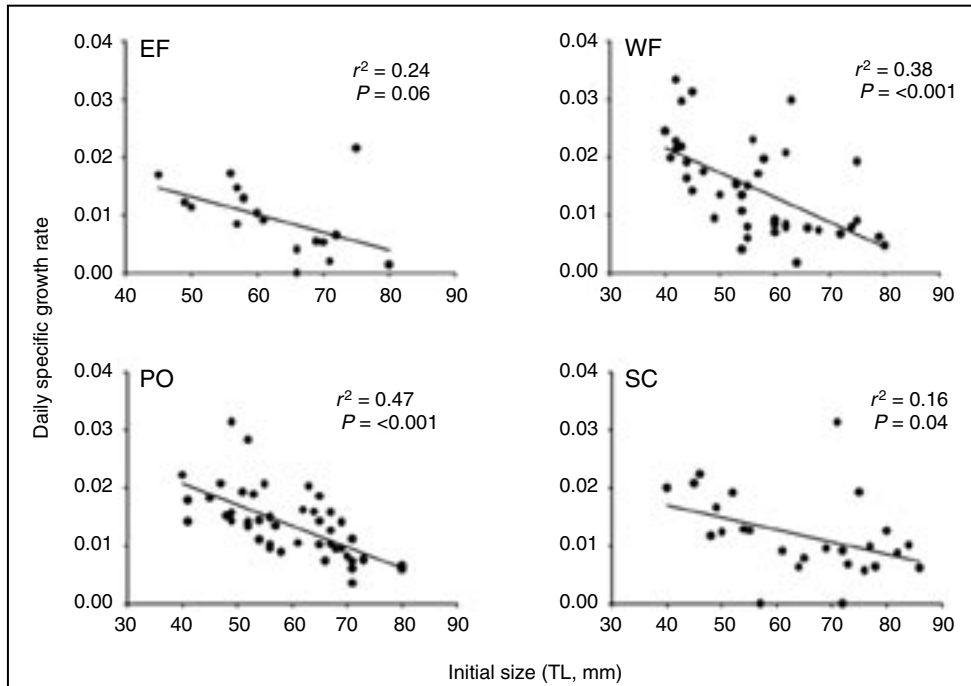 EF
r² = 0.24
P = 0.06
0.04
0.03
0.02
0.01
0.00
40 50 60 70 80 90
WF
r² = 0.38
P = <0.001
0.04
0.03
0.02
0.01
0.00
30 40 50 60 70 80 90
PO
r² = 0.47
P = <0.001
0.04
0.03
0.02
0.01
0.00
30 40 50 60 70 80 90
SC
r² = 0.16
P = 0.04
0.04
0.03
0.02
0.01
0.00
30 40 50 60 70 80 90
Daily specific growth rate
Initial size (TL, mm)